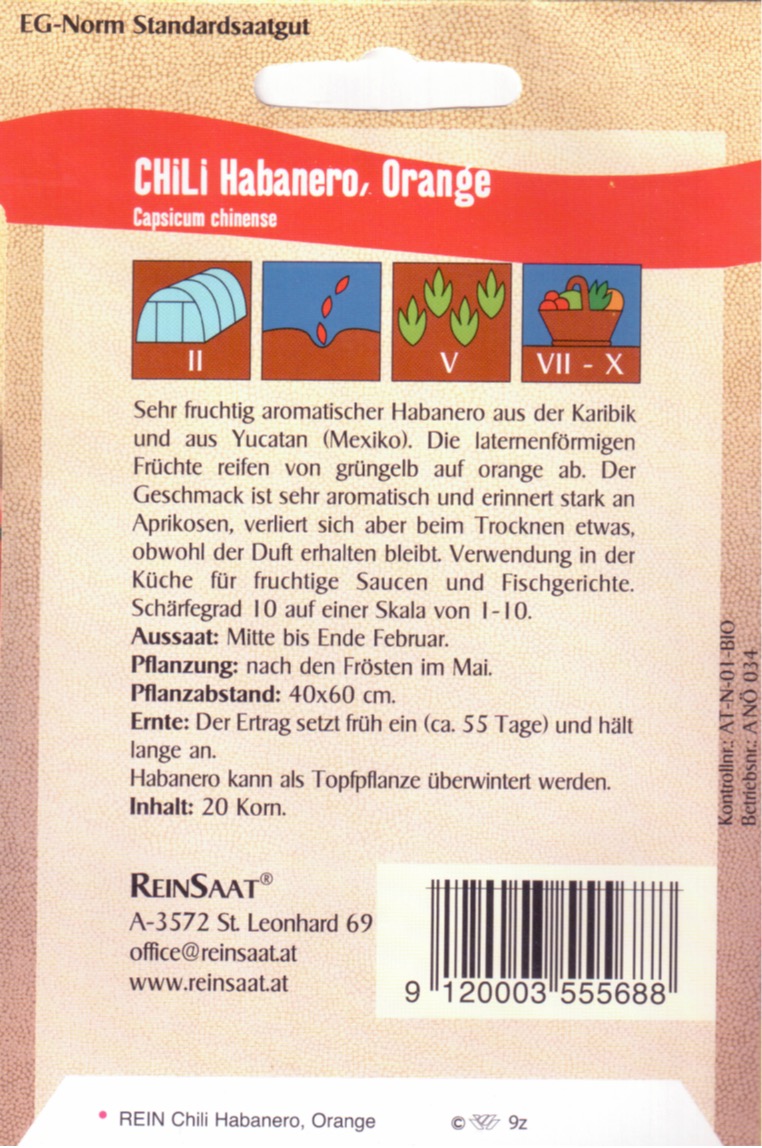 EG-Norm Standardsaatgut
CHiLi Habanero, Orange
Capsicum chinense
II
V
VII - X
Sehr fruchtig aromatischer Habanero aus der Karibik
und aus Yucatan (Mexiko). Die laternenförmigen
Früchte reifen von grüngelb auf orange ab. Der
Geschmack ist sehr aromatisch und erinnert stark an
Aprikosen, verliert sich aber beim Trocknen etwas,
obwohl der Duft erhalten bleibt. Verwendung in der
Küche für fruchtige Saucen und Fischgerichte.
Schärfegrad 10 auf einer Skala von 1-10.
Aussaat: Mitte bis Ende Februar.
Pflanzung: nach den Frösten im Mai.
Pflanzabstand: 40x60 cm.
Ernte: Der Ertrag setzt früh ein (ca. 55 Tage) und hält
lange an.
Habanero kann als Topfpflanze überwintert werden.
Inhalt: 20 Korn.
Kontrollnr.: AT-N-01-BIO
Betriebsnr.: ANÖ 034
REINSAAT®
A-3572 St. Leonhard 69
office@reinsaat.at
www.reinsaat.at
9 120003 555688
REIN Chili Habanero, Orange
© 9z